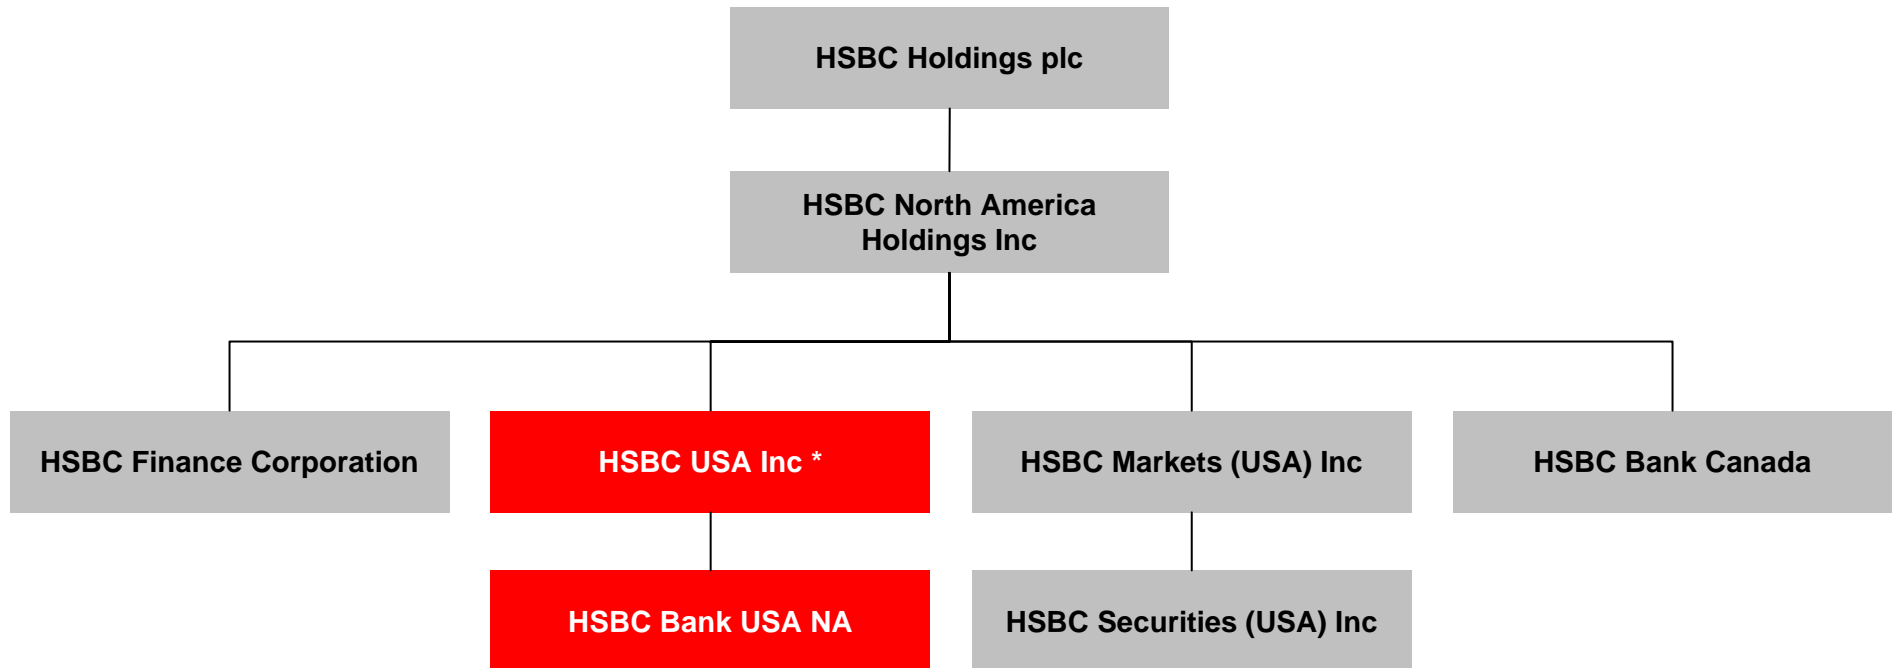 HSBC Holdings plc
HSBC North America
Holdings Inc
HSBC Finance Corporation
HSBC USA Inc *
HSBC Markets (USA) Inc
HSBC Bank Canada
HSBC Bank USA NA
HSBC Securities (USA) Inc